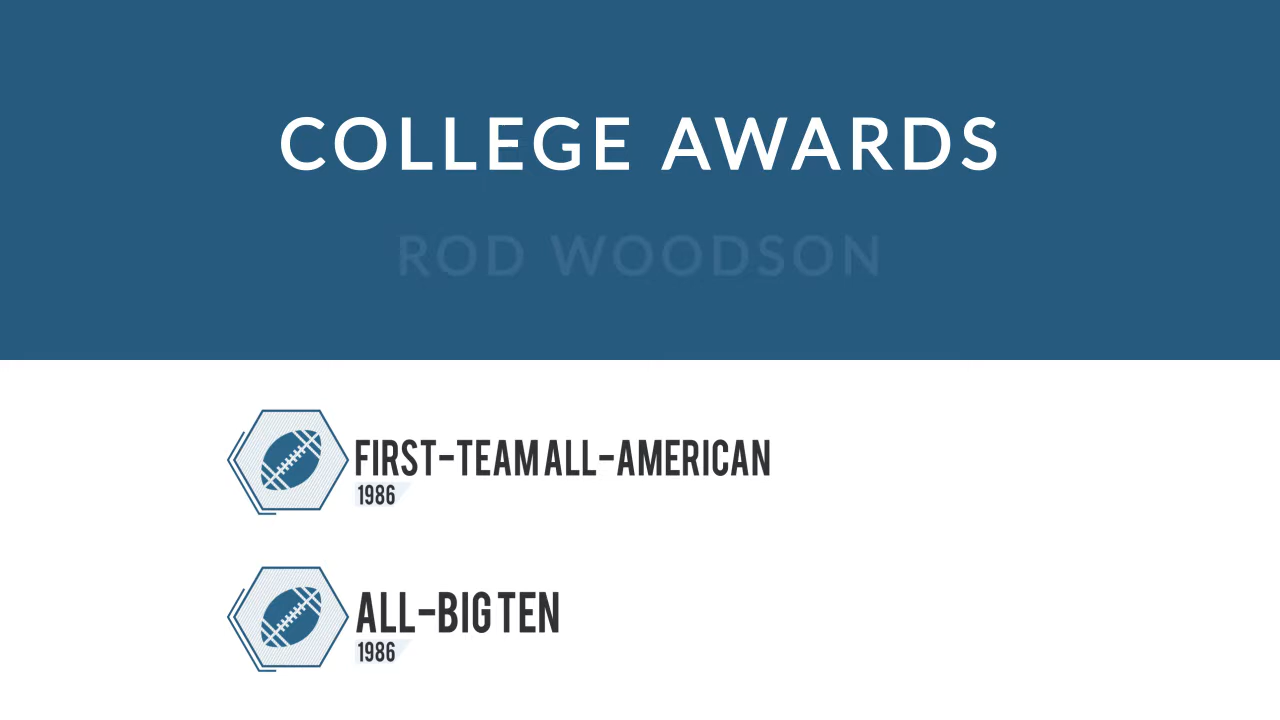 COLLEGE AWARDS
ROD WOODSON
FIRST-TEAM ALL-AMERICAN
1986
ALL-BIG TEN
1986